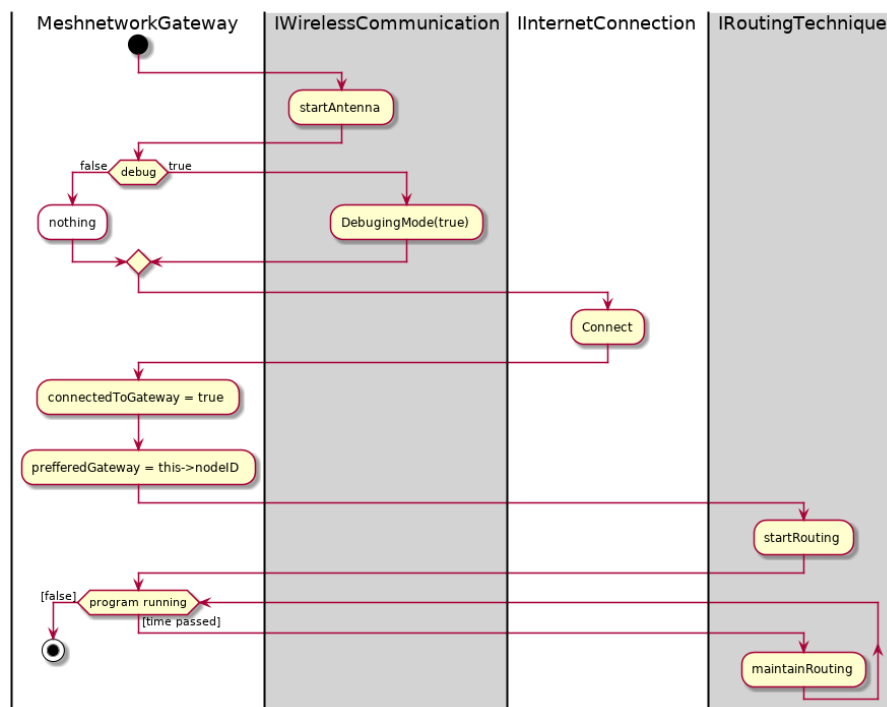 MeshnetworkGateway
IWirelessCommunication
IInternetConnection
IRoutingTechnique
startAntenna
false
debug
true
nothing
DebugingMode(true)
Connect
connectedToGateway = true
prefferedGateway = this->nodeID
startRouting
[false]
program running
[time passed]
maintainRouting